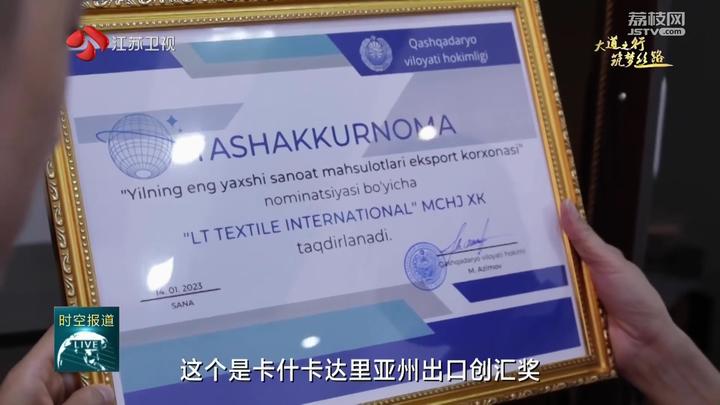 江苏卫视
荔枝网
JSTV.com
大道之行
筑梦丝路
Qashqadaryo
viloyati hokimligi
TASHAKKURNOMA
"Yilning eng yaxshi sanoat mahsulotlari eksport korxonasi"
nominatsiyasi bo'yicha
"LT TEXTILE INTERNATIONAL" MCHJ XK
taqdirlanadi.
14. 01. 2023
SANA
Qashqadaryo viloyati hokimi
M. Azimov
时空报道
LIVE
这个是卡什卡达里亚州出口创汇奖